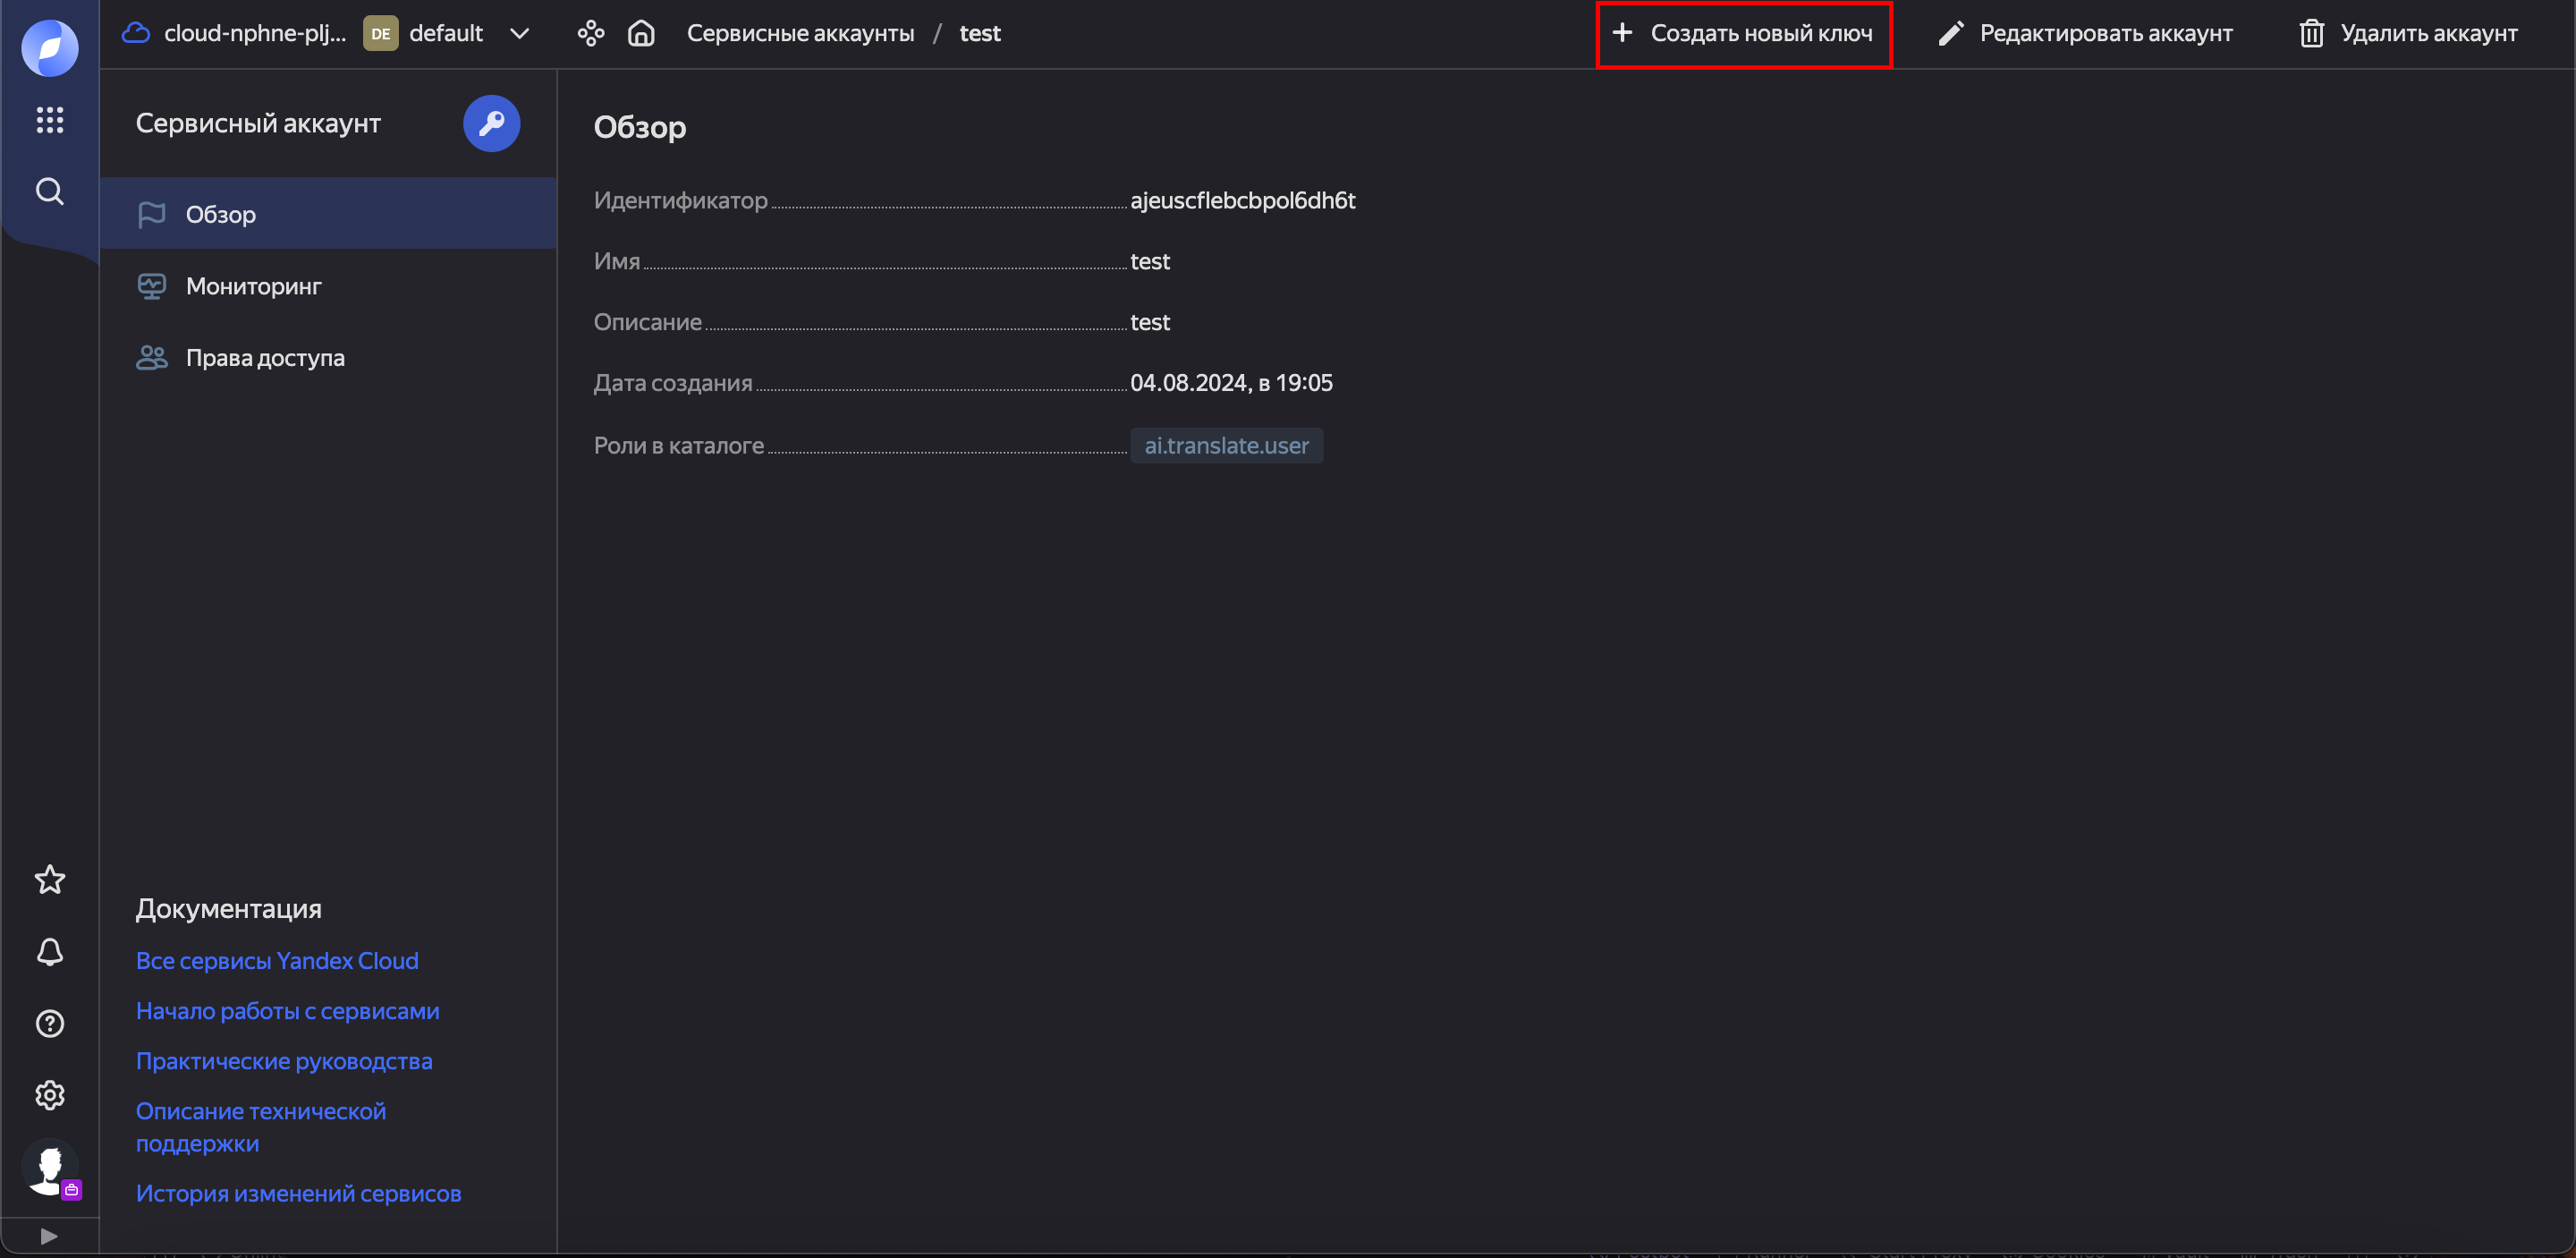 cloud-nphne-plj... DE default Сервисные аккаунты / test Создать новый ключ Редактировать аккаунт Удалить аккаунт
Сервисный аккаунт
Обзор
Мониторинг
Права доступа
Обзор
Идентификатор ajeuscflebcbpol6dh6t
Имя test
Описание test
Дата создания 04.08.2024, в 19:05
Роли в каталоге ai.translate.user
Документация
Все сервисы Yandex Cloud
Начало работы с сервисами
Практические руководства
Описание технической
поддержки
История изменений сервисов